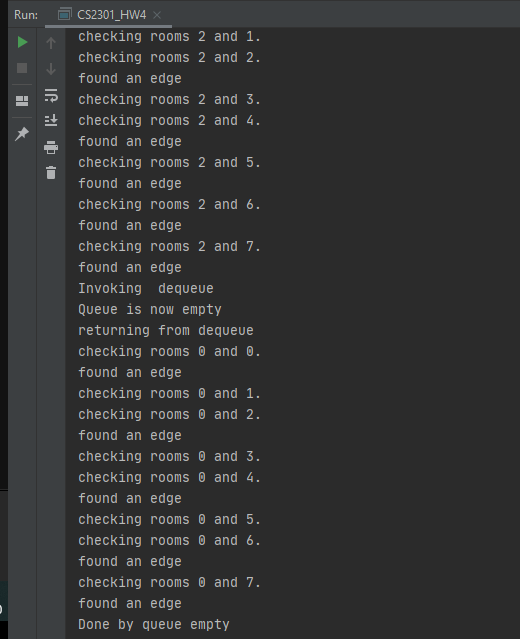 Run: CS2301_HW4
checking rooms 2 and 1.
checking rooms 2 and 2.
found an edge
checking rooms 2 and 3.
checking rooms 2 and 4.
found an edge
checking rooms 2 and 5.
found an edge
checking rooms 2 and 6.
found an edge
checking rooms 2 and 7.
found an edge
Invoking  dequeue
Queue is now empty
returning from dequeue
checking rooms 0 and 0.
found an edge
checking rooms 0 and 1.
checking rooms 0 and 2.
found an edge
checking rooms 0 and 3.
checking rooms 0 and 4.
found an edge
checking rooms 0 and 5.
checking rooms 0 and 6.
found an edge
checking rooms 0 and 7.
found an edge
Done by queue empty